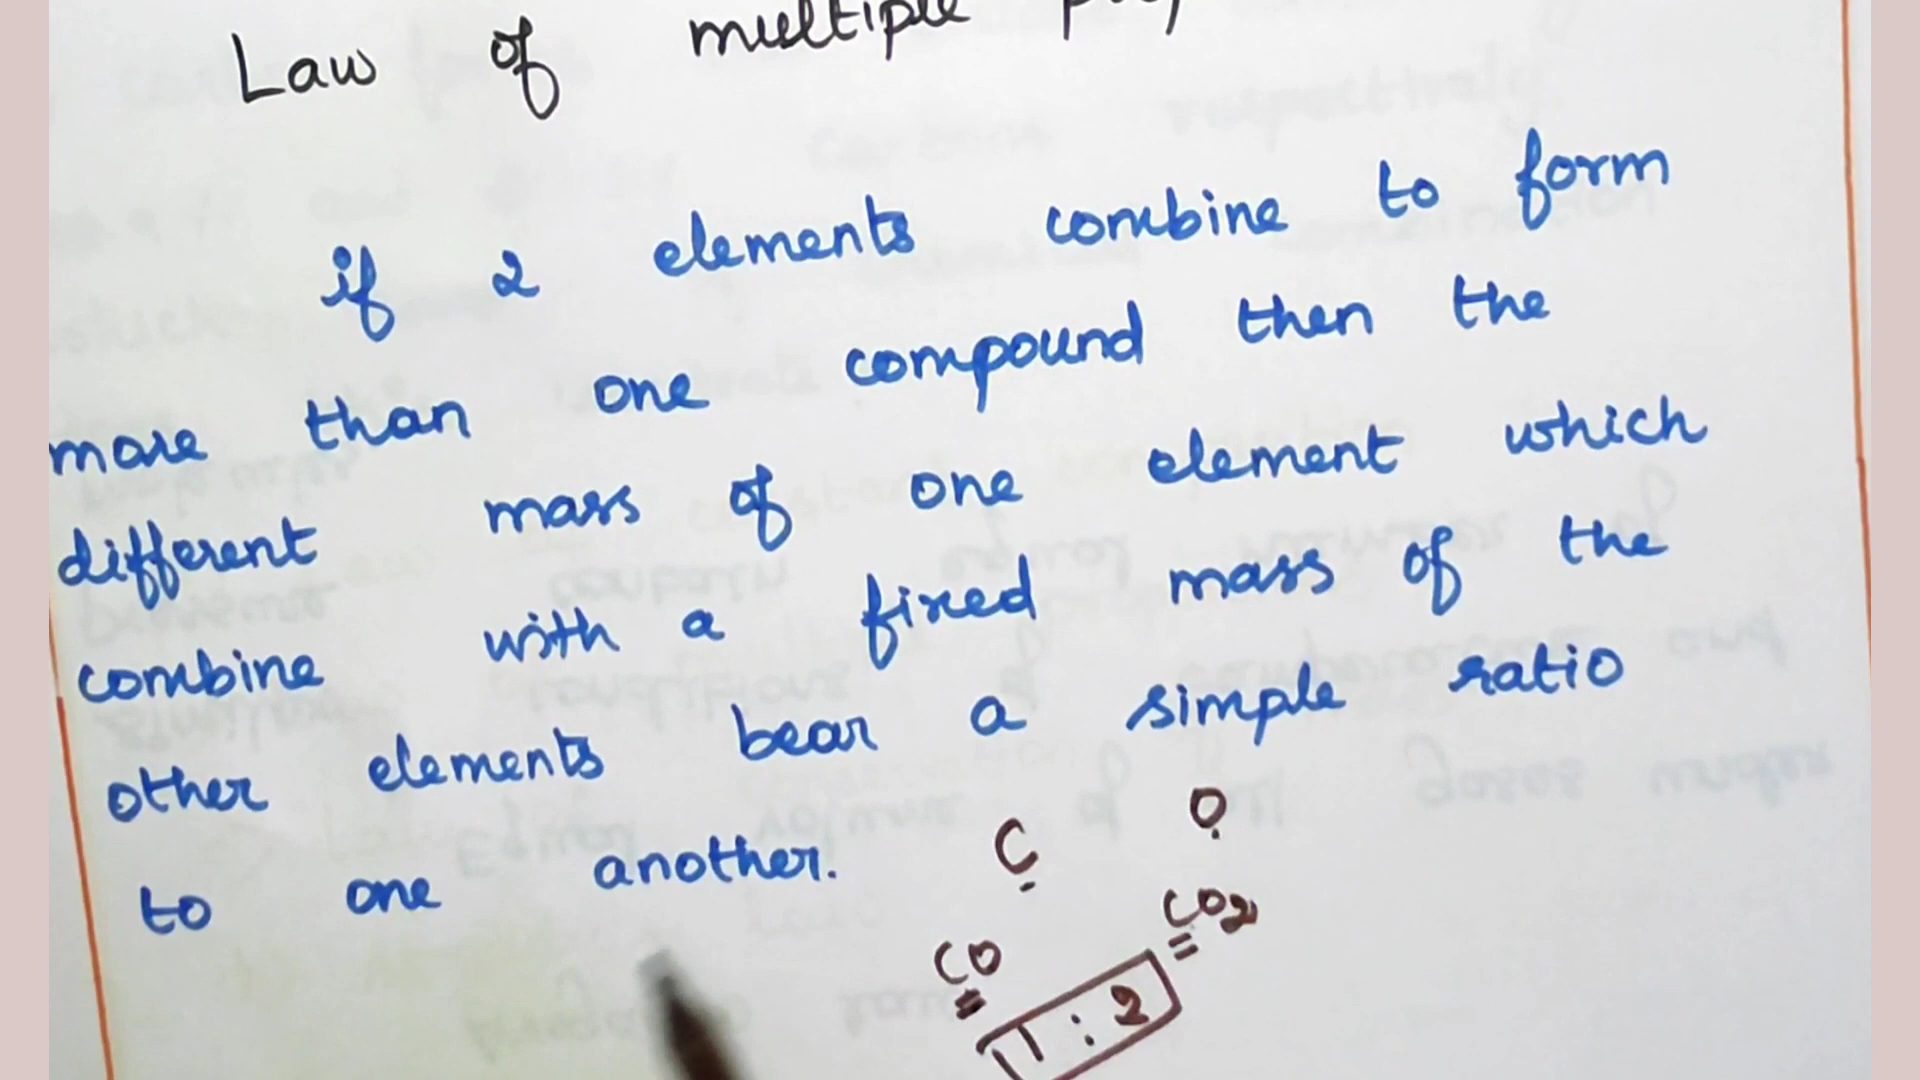 Law of multiple
if 2 elements combine to form
more than one compound then the
different mass of one element which
combine with a fixed mass of the
other elements bear a simple ratio
to one another.
C O
CO CO2
1 : 2